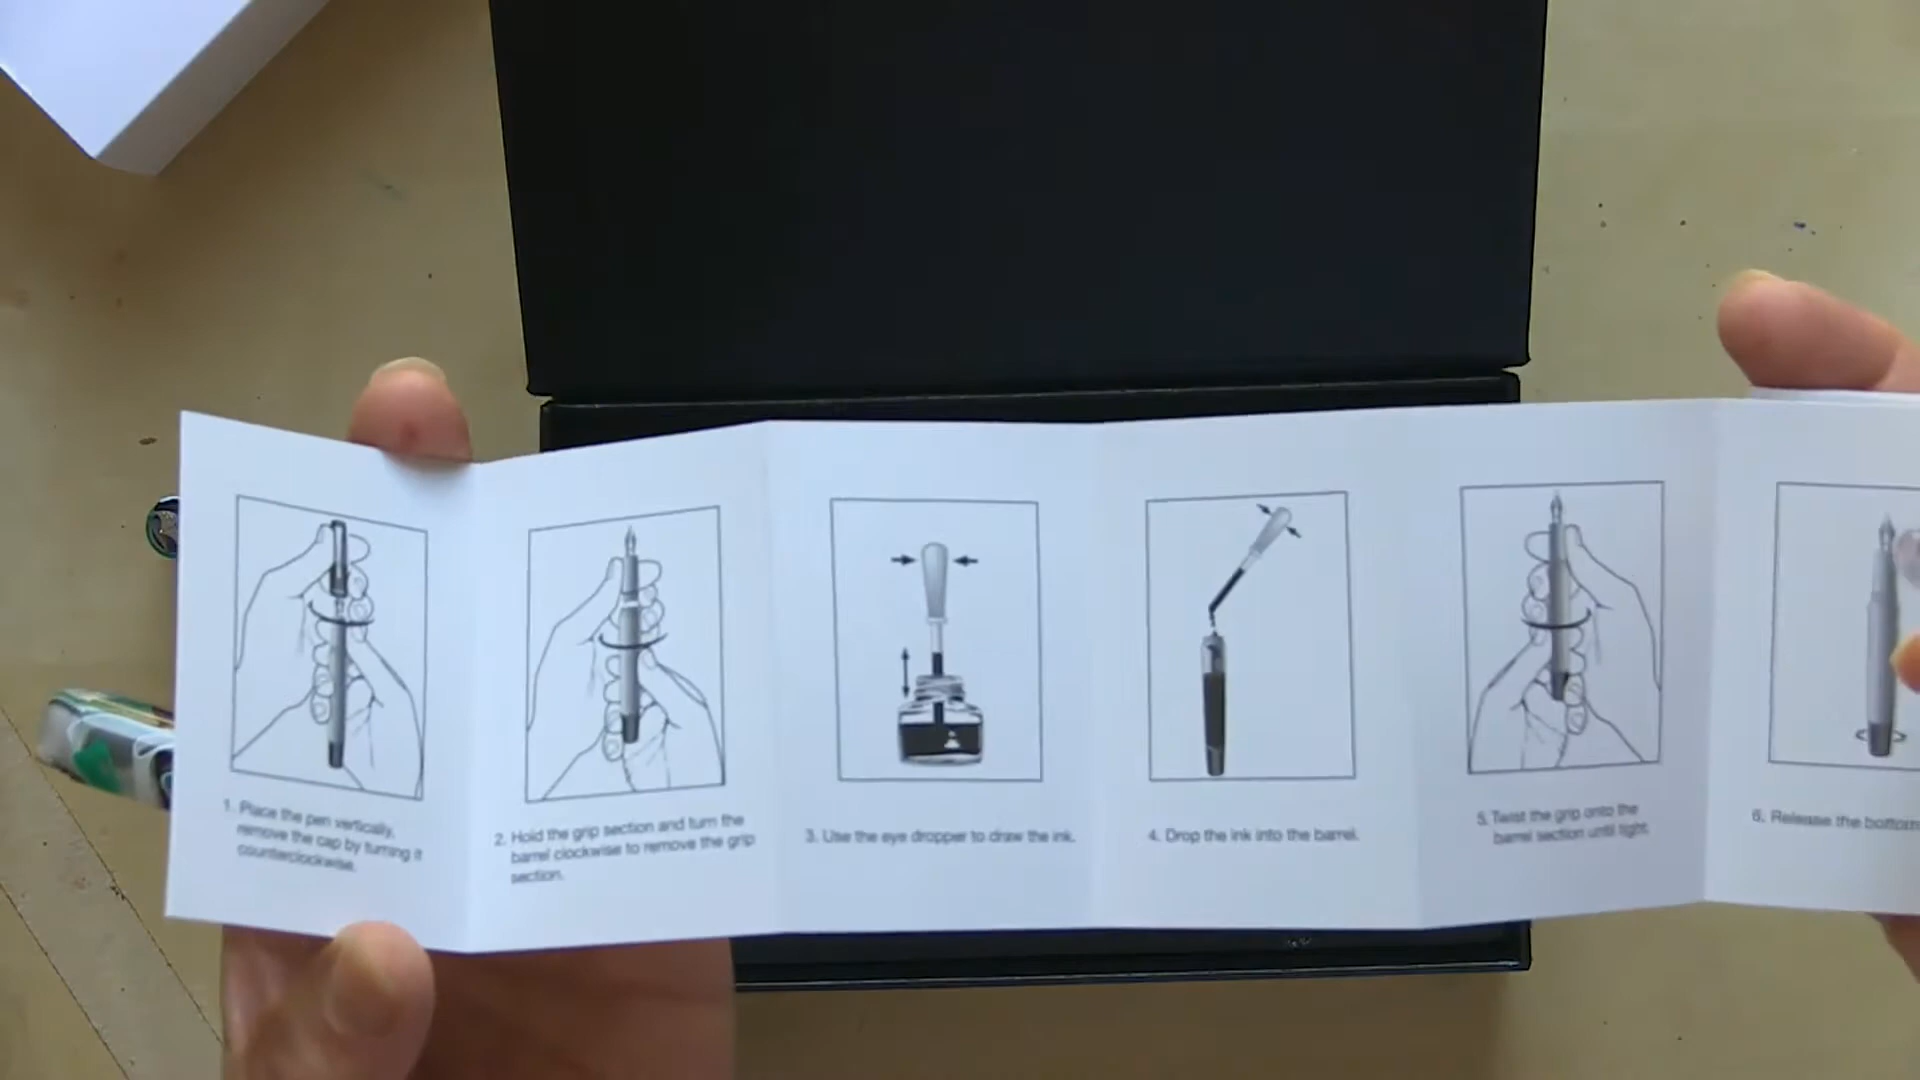 1. Place the pen vertically,
remove the cap by turning it
counterclockwise.
2. Hold the grip section and turn the
barrel clockwise to remove the grip
section.
3. Use the eye dropper to draw the ink.
4. Drop the ink into the barrel.
5. Twist the grip onto the
barrel section until tight.
6. Release the bottom